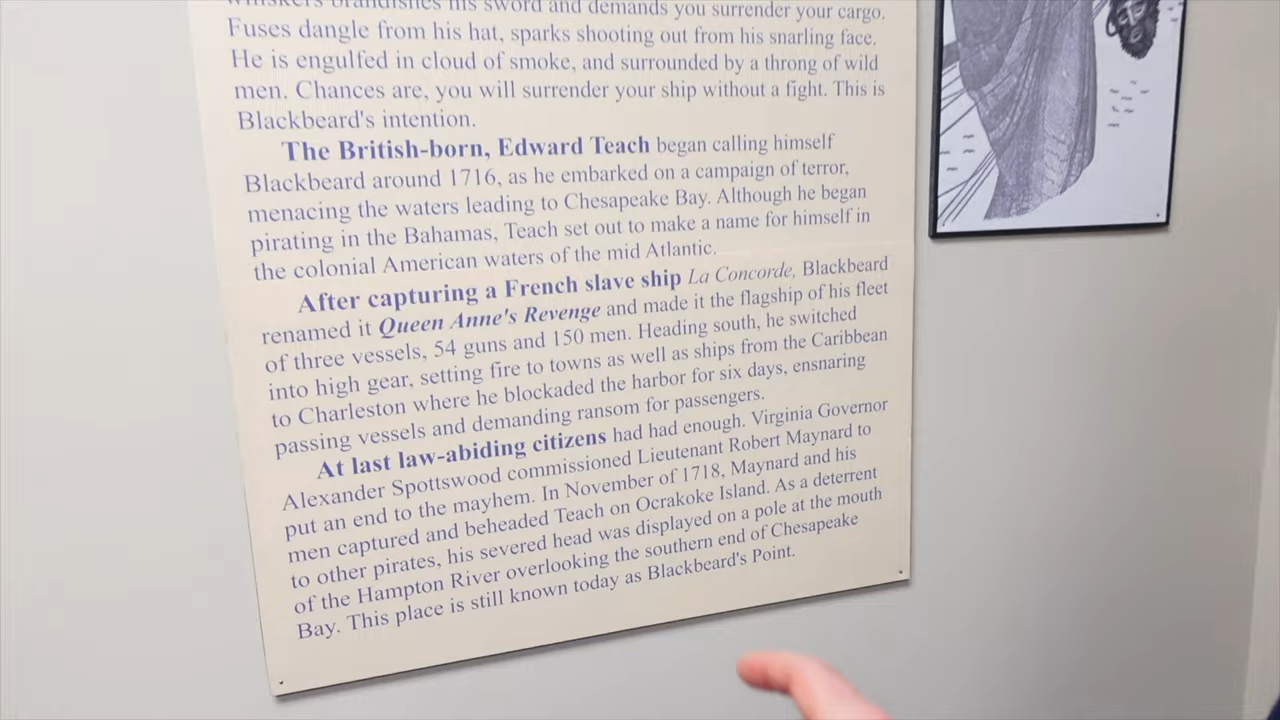 whiskers brandishes his sword and demands you surrender your cargo.
Fuses dangle from his hat, sparks shooting out from his snarling face.
He is engulfed in cloud of smoke, and surrounded by a throng of wild
men. Chances are, you will surrender your ship without a fight. This is
Blackbeard's intention.
The British-born, Edward Teach began calling himself
Blackbeard around 1716, as he embarked on a campaign of terror,
menacing the waters leading to Chesapeake Bay. Although he began
pirating in the Bahamas, Teach set out to make a name for himself in
the colonial American waters of the mid Atlantic.
After capturing a French slave ship La Concorde, Blackbeard
renamed it Queen Anne's Revenge and made it the flagship of his fleet
of three vessels, 54 guns and 150 men. Heading south, he switched
into high gear, setting fire to towns as well as ships from the Caribbean
to Charleston where he blockaded the harbor for six days, ensnaring
passing vessels and demanding ransom for passengers.
At last law-abiding citizens had had enough. Virginia Governor
Alexander Spottswood commissioned Lieutenant Robert Maynard to
put an end to the mayhem. In November of 1718, Maynard and his
men captured and beheaded Teach on Ocrakoke Island. As a deterrent
to other pirates, his severed head was displayed on a pole at the mouth
of the Hampton River overlooking the southern end of Chesapeake
Bay. This place is still known today as Blackbeard's Point.